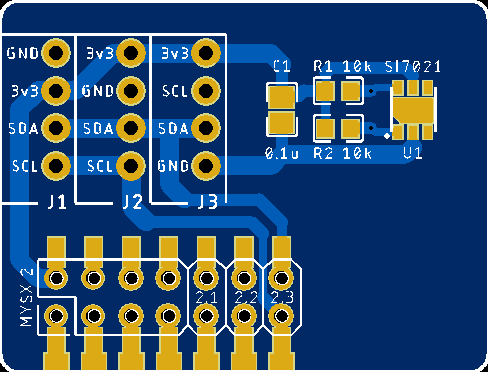 GND 3v3 3v3 C1 R1 10k SI7021
3v3 GND SCL
SDA SDA SDA
SCL SCL GND 0.1u R2 10k U1
J1 J2 J3
MYSX 2
2.1 2.2 2.3